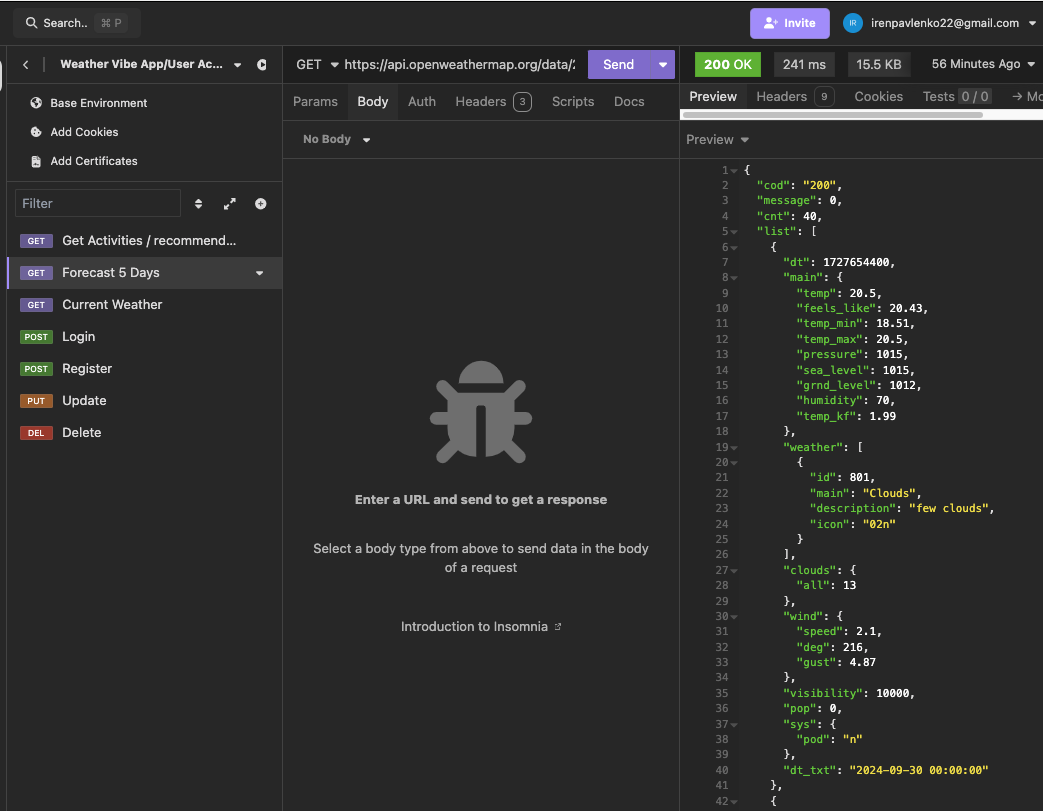 Search.. ⌘ P
Invite
IR
irenpavlenko22@gmail.com
Weather Vibe App/User Ac...
Base Environment
Add Cookies
Add Certificates
Filter
GET Get Activities / recommend...
GET Forecast 5 Days
GET Current Weather
POST Login
POST Register
PUT Update
DEL Delete
GET https://api.openweathermap.org/data/2 Send
Params Body Auth Headers 3 Scripts Docs
No Body
Enter a URL and send to get a response
Select a body type from above to send data in the body
of a request
Introduction to Insomnia
200 OK 241 ms 15.5 KB 56 Minutes Ago
Preview Headers 9 Cookies Tests 0 / 0 → Mo
Preview
1 {
2 "cod": "200",
3 "message": 0,
4 "cnt": 40,
5 "list": [
6 {
7 "dt": 1727654400,
8 "main": {
9 "temp": 20.5,
10 "feels_like": 20.43,
11 "temp_min": 18.51,
12 "temp_max": 20.5,
13 "pressure": 1015,
14 "sea_level": 1015,
15 "grnd_level": 1012,
16 "humidity": 70,
17 "temp_kf": 1.99
18 },
19 "weather": [
20 {
21 "id": 801,
22 "main": "Clouds",
23 "description": "few clouds",
24 "icon": "02n"
25 }
26 ],
27 "clouds": {
28 "all": 13
29 },
30 "wind": {
31 "speed": 2.1,
32 "deg": 216,
33 "gust": 4.87
34 },
35 "visibility": 10000,
36 "pop": 0,
37 "sys": {
38 "pod": "n"
39 },
40 "dt_txt": "2024-09-30 00:00:00"
41 },
42 {